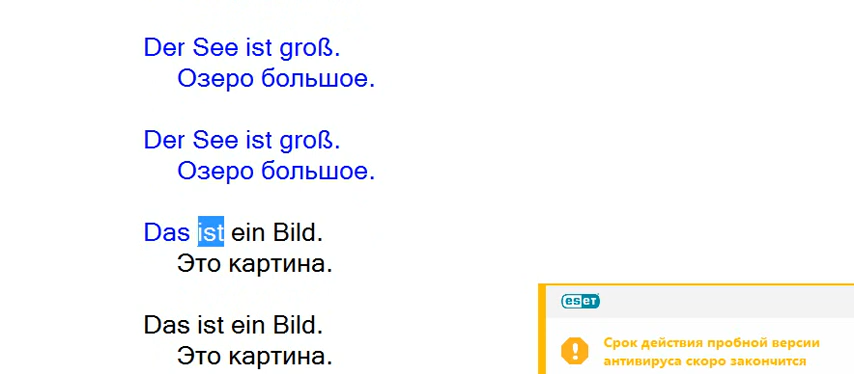 Der See ist groß.
Озеро большое.
Der See ist groß.
Озеро большое.
Das ist ein Bild.
Это картина.
Das ist ein Bild.
Это картина.
eset
Срок действия пробной версии
антивируса скоро закончится